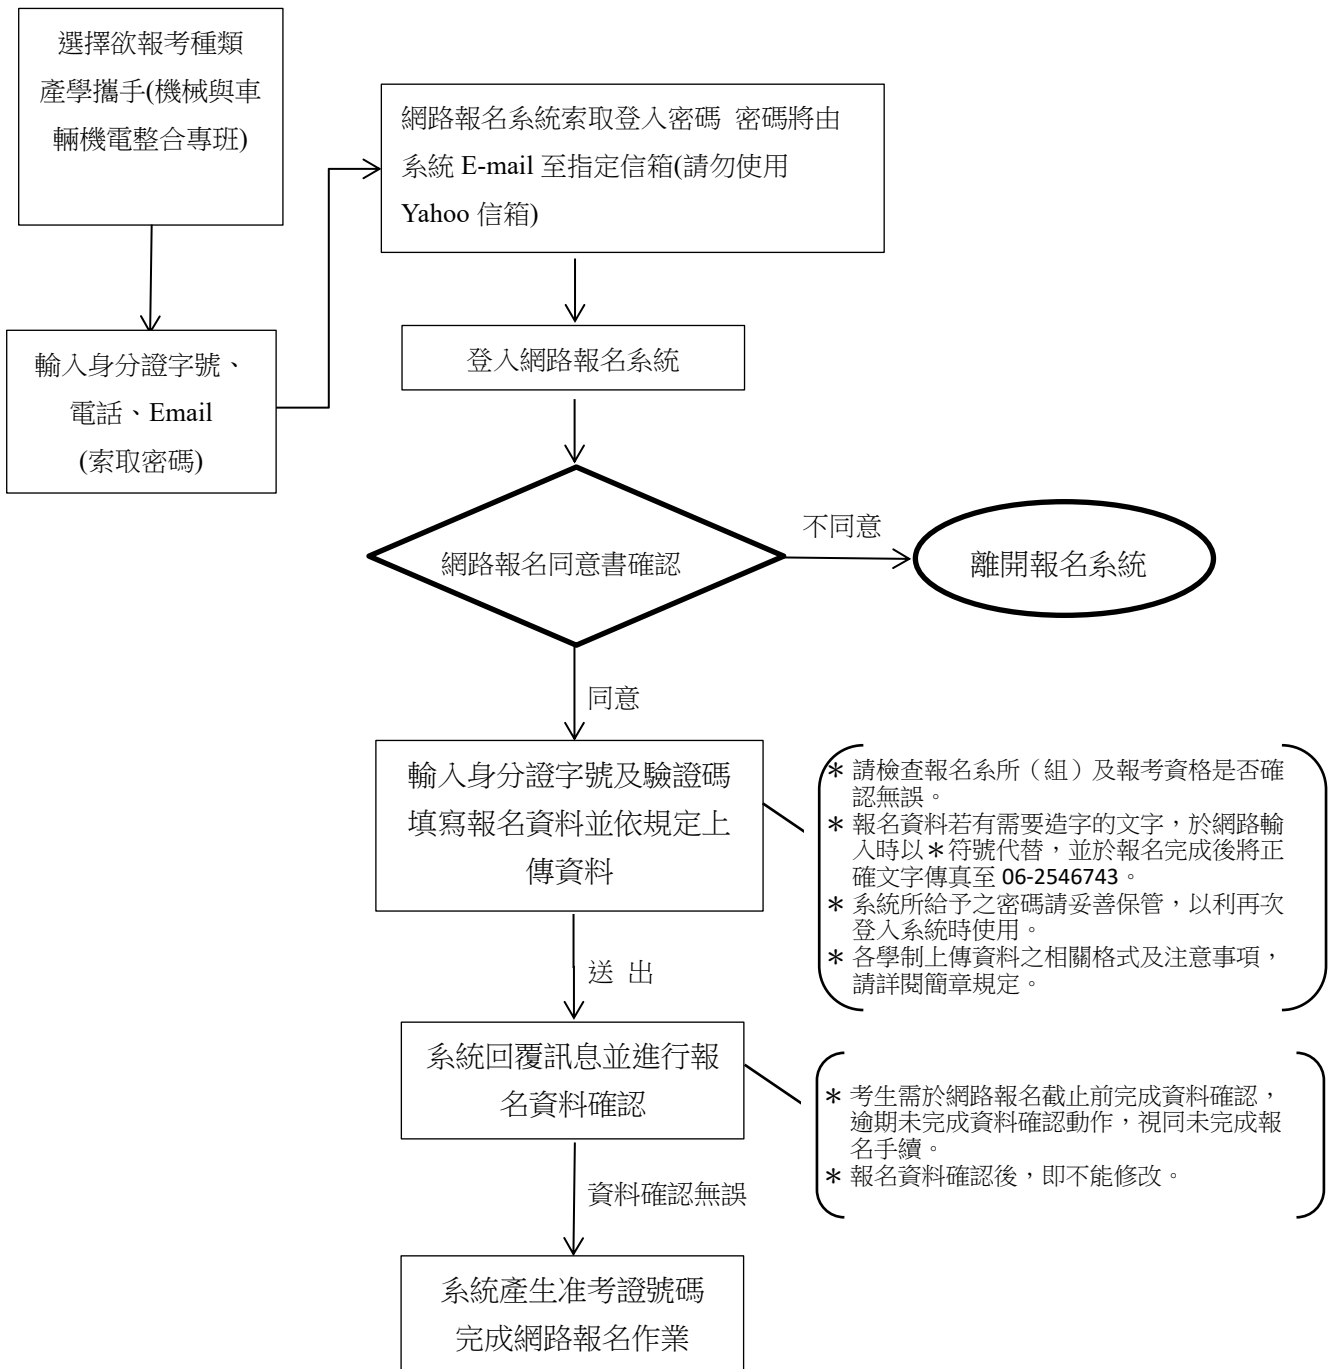 選擇欲報考種類
產學攜手(機械與車
輛機電整合專班)
輸入身分證字號、
電話、Email
(索取密碼)
網路報名系統索取登入密碼 密碼將由
系統 E-mail 至指定信箱(請勿使用
Yahoo 信箱)
登入網路報名系統
網路報名同意書確認
不同意
離開報名系統
同意
輸入身分證字號及驗證碼
填寫報名資料並依規定上
傳資料
＊ 請檢查報名系所（組）及報考資格是否確
認無誤。
＊ 報名資料若有需要造字的文字，於網路輸
入時以＊符號代替，並於報名完成後將正
確文字傳真至 06-2546743。
＊ 系統所給予之密碼請妥善保管，以利再次
登入系統時使用。
＊ 各學制上傳資料之相關格式及注意事項，
請詳閱簡章規定。
送 出
系統回覆訊息並進行報
名資料確認
＊ 考生需於網路報名截止前完成資料確認，
逾期未完成資料確認動作，視同未完成報
名手續。
＊ 報名資料確認後，即不能修改。
資料確認無誤
系統產生准考證號碼
完成網路報名作業